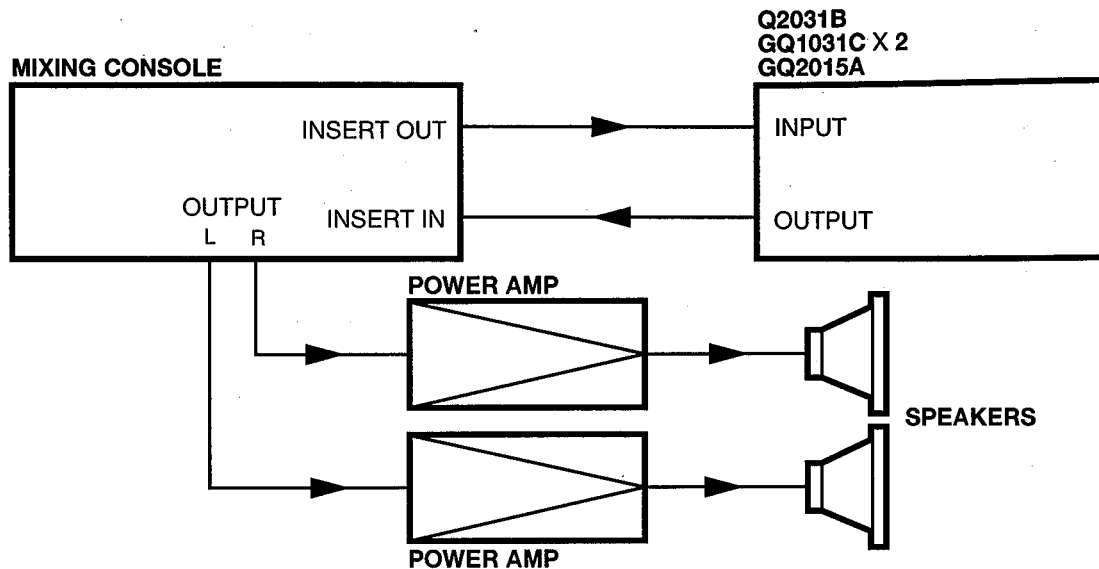 Q2031B
GQ1031C X 2
GQ2015A
MIXING CONSOLE
INSERT OUT
INPUT
OUTPUT
L R
INSERT IN
OUTPUT
POWER AMP
SPEAKERS
POWER AMP